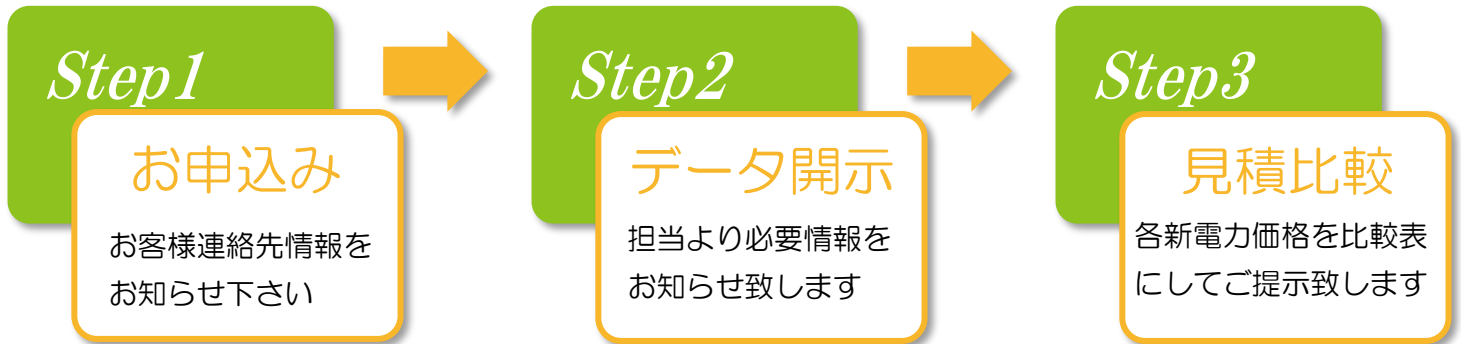 Step1
お申込み
お客様連絡先情報を
お知らせ下さい
Step2
データ開示
担当より必要情報を
お知らせ致します
Step3
見積比較
各新電力価格を比較表
にしてご提示致します